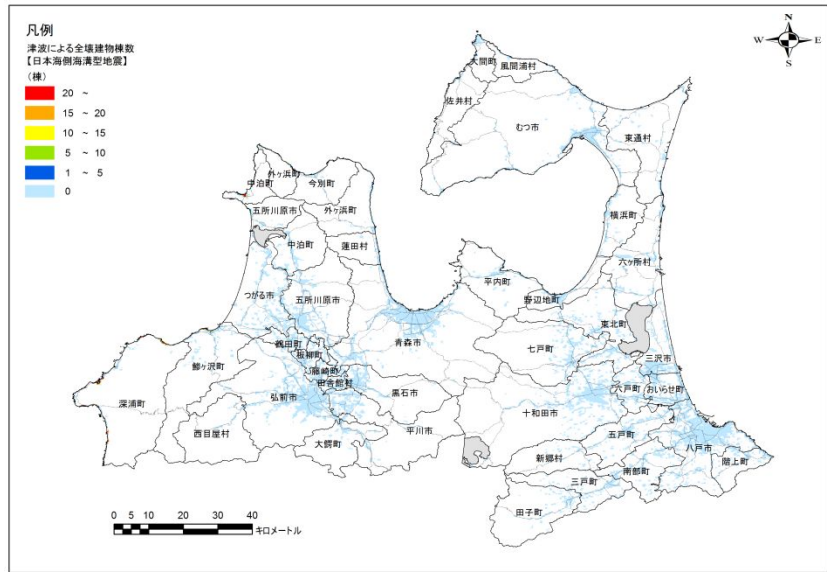 凡例
津波による全壊建物棟数
【日本海側海溝型地震】
(棟)
20 ~
15 ~ 20
10 ~ 15
5 ~ 10
1 ~ 5
0
N
W
E
S
大間町
風間浦村
佐井村
むつ市
東通村
外ヶ浜町
中泊町
今別町
五所川原市
外ヶ浜町
横浜町
中泊町
蓬田村
六ヶ所村
平内町
つがる市
五所川原市
野辺地町
東北町
鶴田町
青森市
板柳町
七戸町
三沢市
鰺ヶ沢町
藤崎町
田舎館村
六戸町
おいらせ町
深浦町
弘前市
黒石市
十和田市
西目屋村
平川市
五戸町
大鰐町
八戸市
新郷村
南部町
階上町
三戸町
田子町
0 5 10 20 30 40
キロメートル